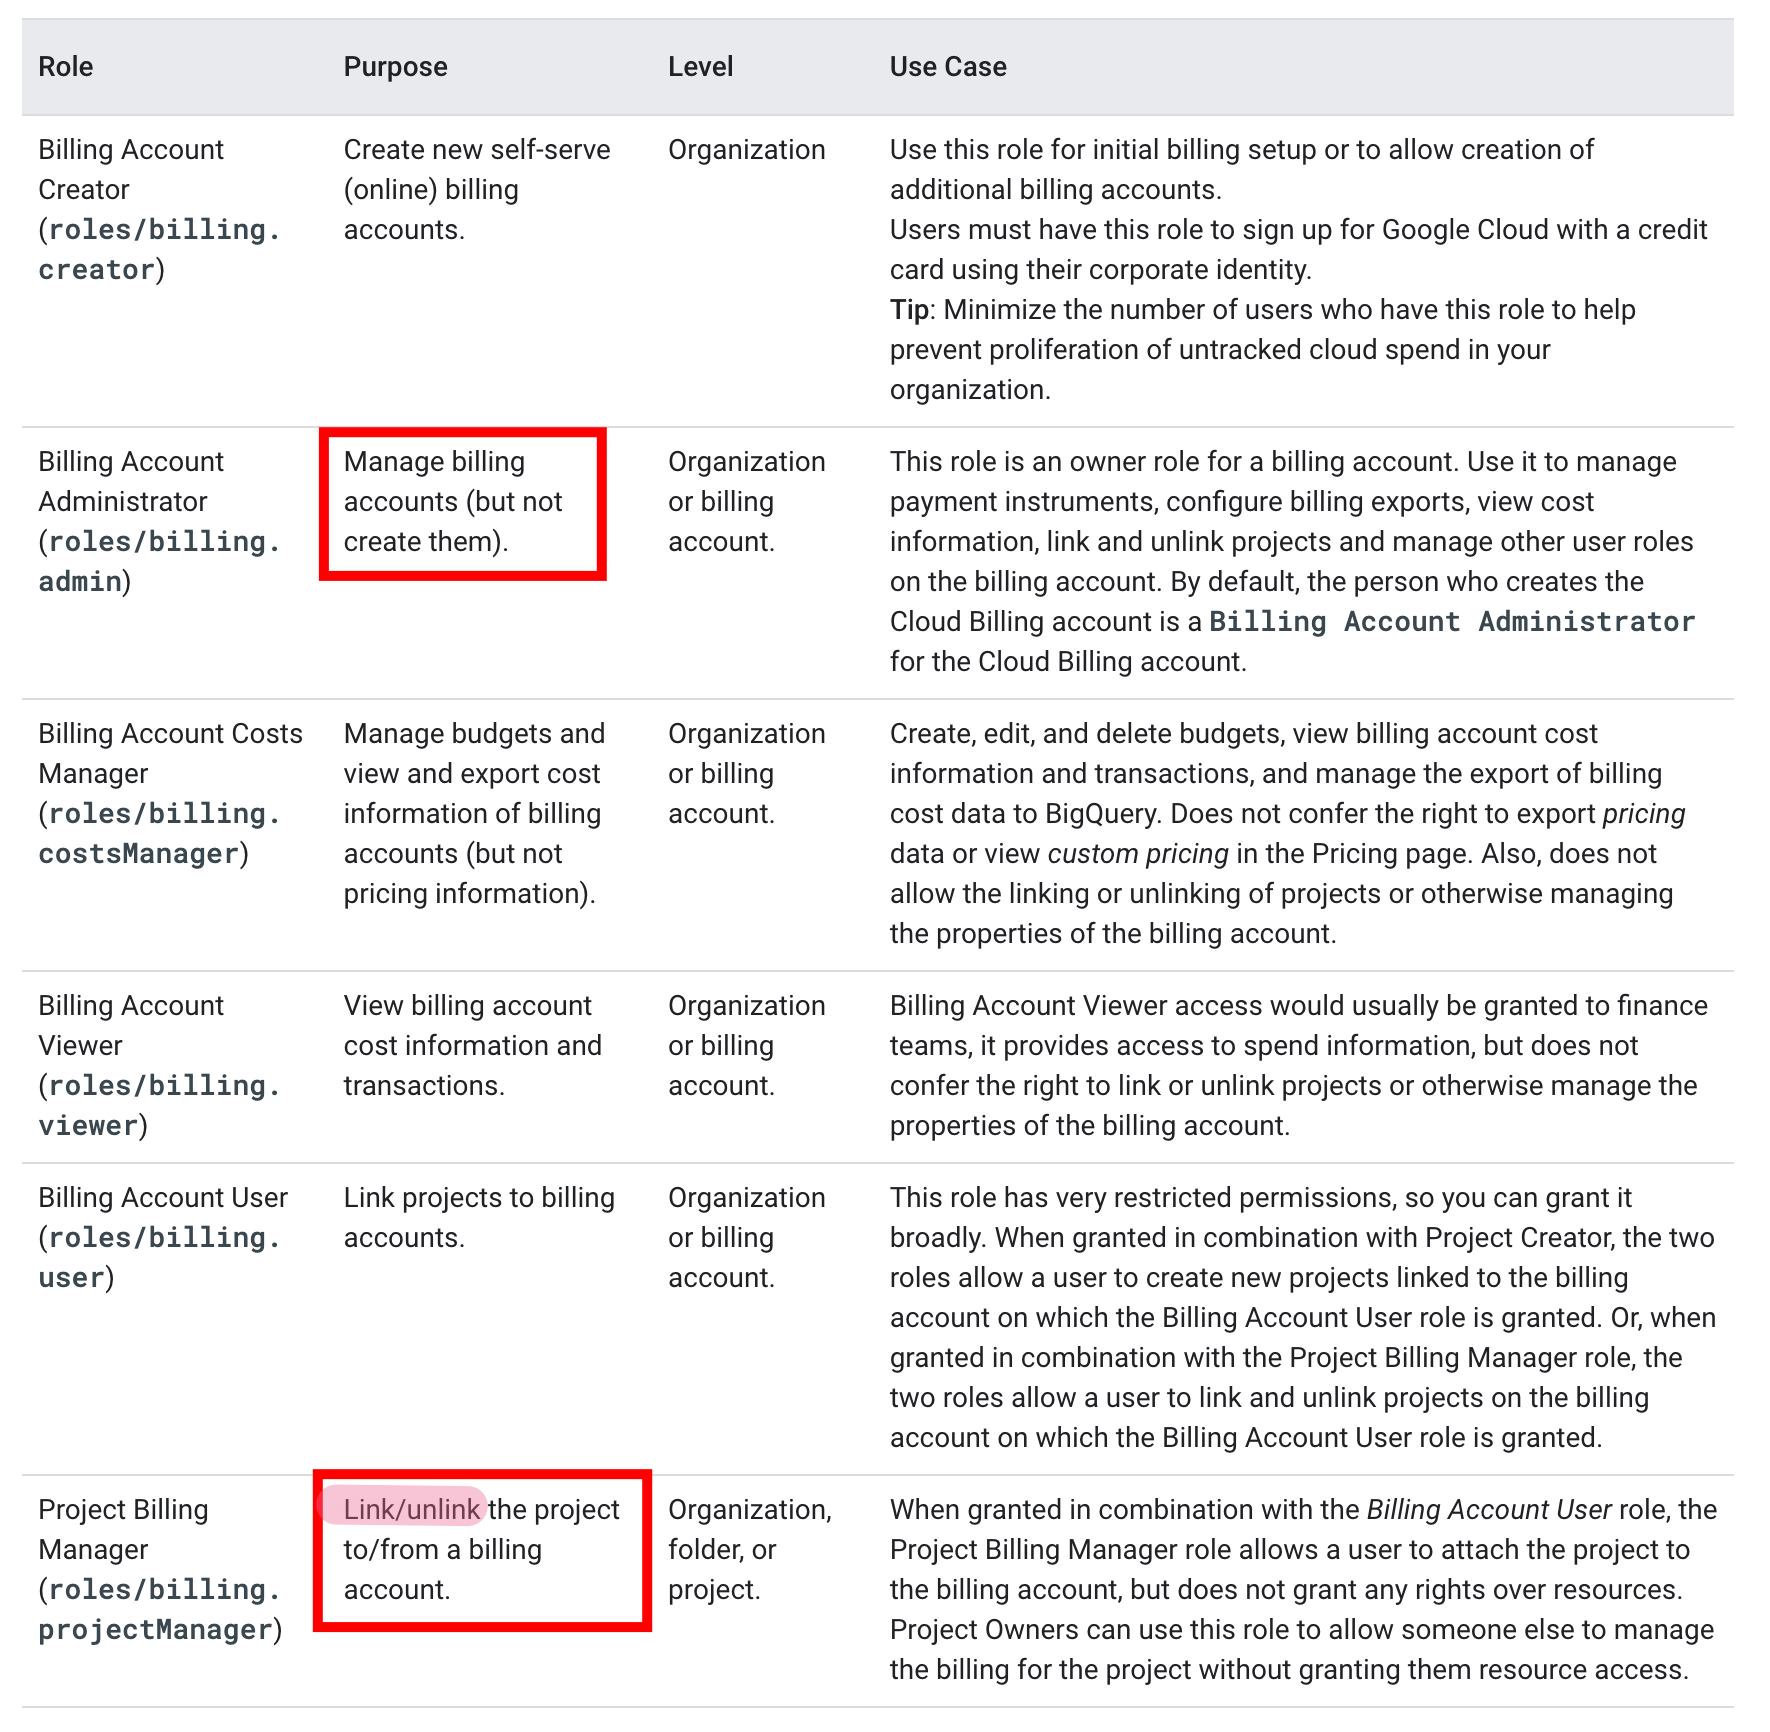 Role Purpose Level Use Case
Billing Account
Creator
(roles/billing.
creator)
Create new self-serve
(online) billing
accounts.
Organization
Use this role for initial billing setup or to allow creation of
additional billing accounts.
Users must have this role to sign up for Google Cloud with a credit
card using their corporate identity.
Tip: Minimize the number of users who have this role to help
prevent proliferation of untracked cloud spend in your
organization.
Billing Account
Administrator
(roles/billing.
admin)
Manage billing
accounts (but not
create them).
Organization
or billing
account.
This role is an owner role for a billing account. Use it to manage
payment instruments, configure billing exports, view cost
information, link and unlink projects and manage other user roles
on the billing account. By default, the person who creates the
Cloud Billing account is a Billing Account Administrator
for the Cloud Billing account.
Billing Account Costs
Manager
(roles/billing.
costsManager)
Manage budgets and
view and export cost
information of billing
accounts (but not
pricing information).
Organization
or billing
account.
Create, edit, and delete budgets, view billing account cost
information and transactions, and manage the export of billing
cost data to BigQuery. Does not confer the right to export pricing
data or view custom pricing in the Pricing page. Also, does not
allow the linking or unlinking of projects or otherwise managing
the properties of the billing account.
Billing Account
Viewer
(roles/billing.
viewer)
View billing account
cost information and
transactions.
Organization
or billing
account.
Billing Account Viewer access would usually be granted to finance
teams, it provides access to spend information, but does not
confer the right to link or unlink projects or otherwise manage the
properties of the billing account.
Billing Account User
(roles/billing.
user)
Link projects to billing
accounts.
Organization
or billing
account.
This role has very restricted permissions, so you can grant it
broadly. When granted in combination with Project Creator, the two
roles allow a user to create new projects linked to the billing
account on which the Billing Account User role is granted. Or, when
granted in combination with the Project Billing Manager role, the
two roles allow a user to link and unlink projects on the billing
account on which the Billing Account User role is granted.
Project Billing
Manager
(roles/billing.
projectManager)
Link/unlink the project
to/from a billing
account.
Organization,
folder, or
project.
When granted in combination with the Billing Account User role, the
Project Billing Manager role allows a user to attach the project to
the billing account, but does not grant any rights over resources.
Project Owners can use this role to allow someone else to manage
the billing for the project without granting them resource access.